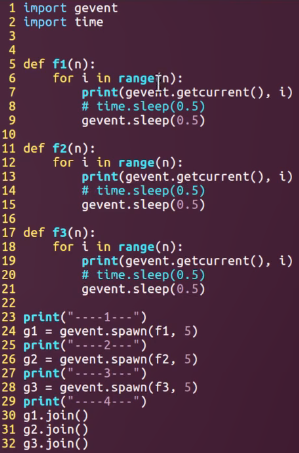 1 import gevent
2 import time
3
4
5 def f1(n):
6     for i in range(n):
7         print(gevent.getcurrent(), i)
8         # time.sleep(0.5)
9         gevent.sleep(0.5)
10
11 def f2(n):
12     for i in range(n):
13         print(gevent.getcurrent(), i)
14         # time.sleep(0.5)
15         gevent.sleep(0.5)
16
17 def f3(n):
18     for i in range(n):
19         print(gevent.getcurrent(), i)
20         # time.sleep(0.5)
21         gevent.sleep(0.5)
22
23 print("----1---")
24 g1 = gevent.spawn(f1, 5)
25 print("----2---")
26 g2 = gevent.spawn(f2, 5)
27 print("----3---")
28 g3 = gevent.spawn(f3, 5)
29 print("----4---")
30 g1.join()
31 g2.join()
32 g3.join()